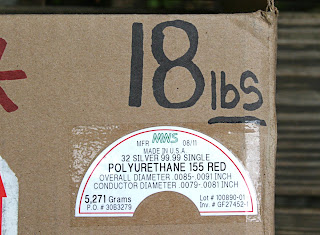 18 lbs
MWS
MFR 08/11
MADE IN U.S.A.
32 SILVER 99.99 SINGLE
POLYURETHANE 155 RED
OVERALL DIAMETER .0085-.0091 INCH
CONDUCTOR DIAMETER .0079-.0081 INCH
5,271 Grams Lot # 100890-01
P.O. # 3063279 Inv # GF27452-1